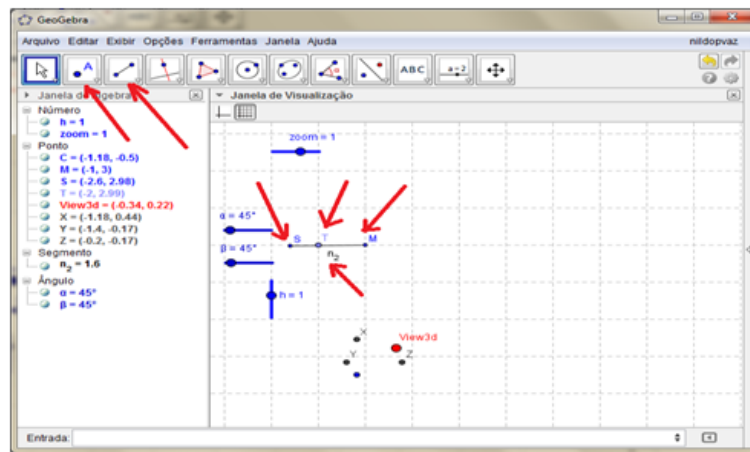 GeoGebra
Arquivo Editar Exibir Opções Ferramentas Janela Ajuda
nildopvaz
A
ABC
a=2
Janela de Álgebra
Número
h = 1
zoom = 1
Ponto
C = (-1.18, -0.5)
M = (-1, 3)
S = (-2.6, 2.98)
T = (-2, 2.99)
View3d = (-0.34, 0.22)
X = (-1.18, 0.44)
Y = (-1.4, -0.17)
Z = (-0.2, -0.17)
Segmento
n₂ = 1.6
Ângulo
α = 45°
β = 45°
Janela de Visualização
zoom = 1
α = 45°
β = 45°
S T M
n₂
h = 1
X
View3d
Y
Z
Entrada: